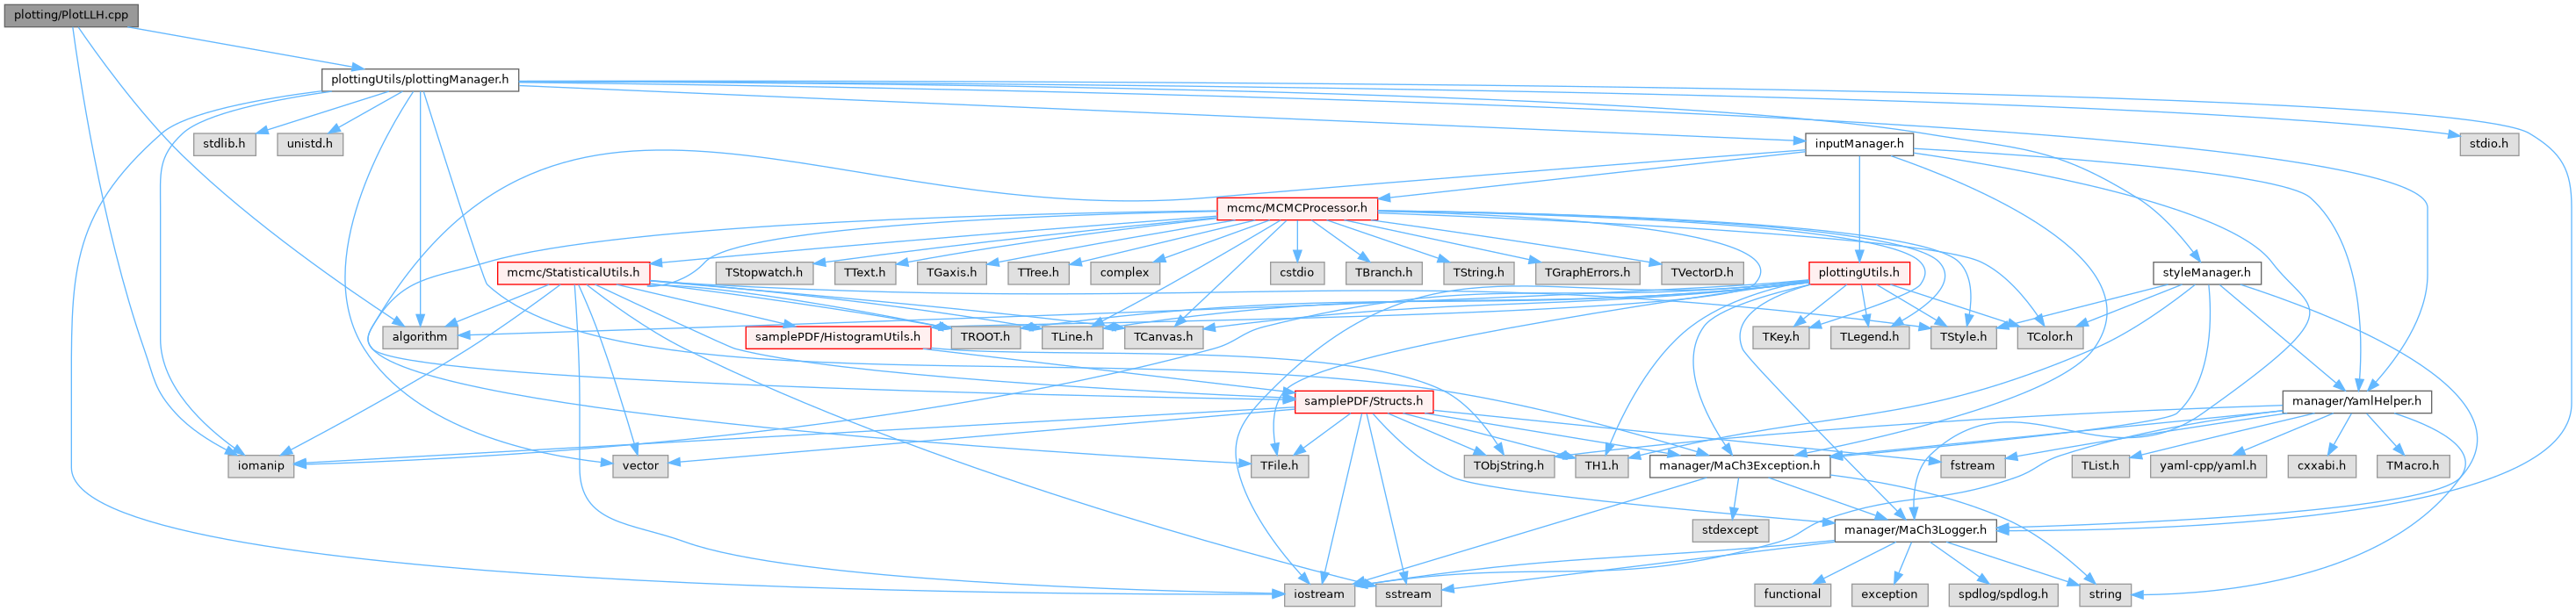 plotting/PlotLLH.cpp
plottingUtils/plottingManager.h
stdlib.h
unistd.h
inputManager.h
stdio.h
mcmc/MCMCProcessor.h
mcmc/StatisticalUtils.h
TStopwatch.h
TText.h
TGaxis.h
TTree.h
complex
cstdio
TBranch.h
TString.h
TGraphErrors.h
TVectorD.h
plottingUtils.h
styleManager.h
algorithm
samplePDF/HistogramUtils.h
TROOT.h
TLine.h
TCanvas.h
TKey.h
TLegend.h
TStyle.h
TColor.h
samplePDF/Structs.h
manager/YamlHelper.h
iomanip
vector
TFile.h
TObjString.h
TH1.h
manager/MaCh3Exception.h
fstream
TList.h
yaml-cpp/yaml.h
cxxabi.h
TMacro.h
stdexcept
manager/MaCh3Logger.h
iostream
sstream
functional
exception
spdlog/spdlog.h
string